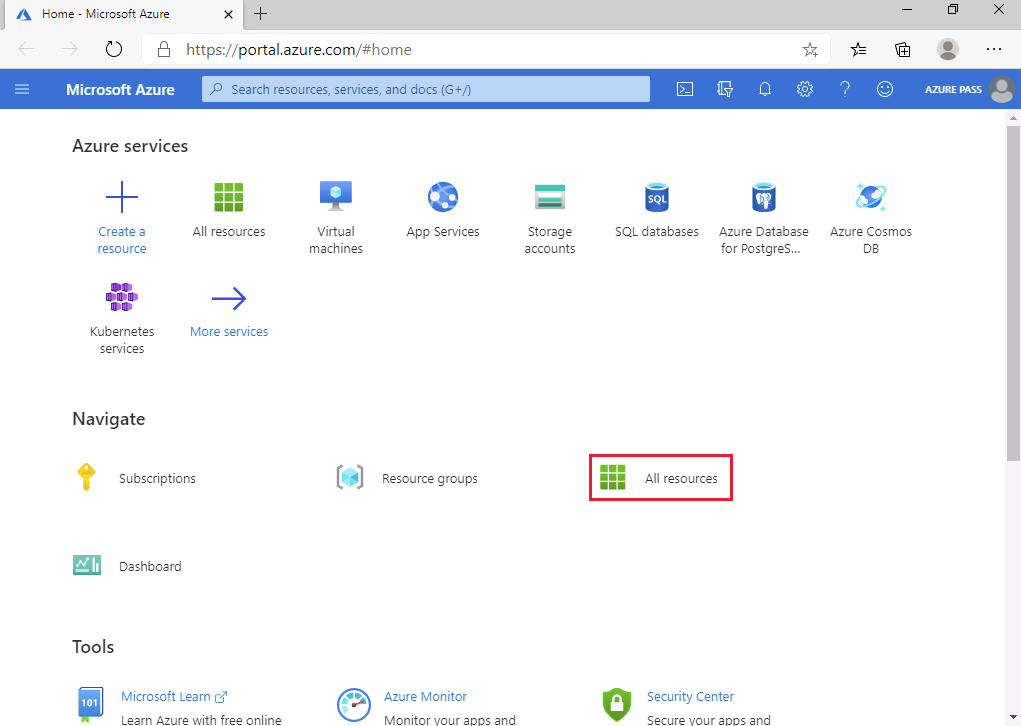 Home - Microsoft Azure
https://portal.azure.com/#home
Microsoft Azure
Search resources, services, and docs (G+/)
AZURE PASS
Azure services
Create a
resource
All resources
Virtual
machines
App Services
Storage
accounts
SQL
SQL databases
Azure Database
for PostgreS...
Azure Cosmos
DB
Kubernetes
services
More services
Navigate
Subscriptions
Resource groups
All resources
Dashboard
Tools
101
Microsoft Learn
Learn Azure with free online
Azure Monitor
Monitor your apps and
Security Center
Secure your apps and